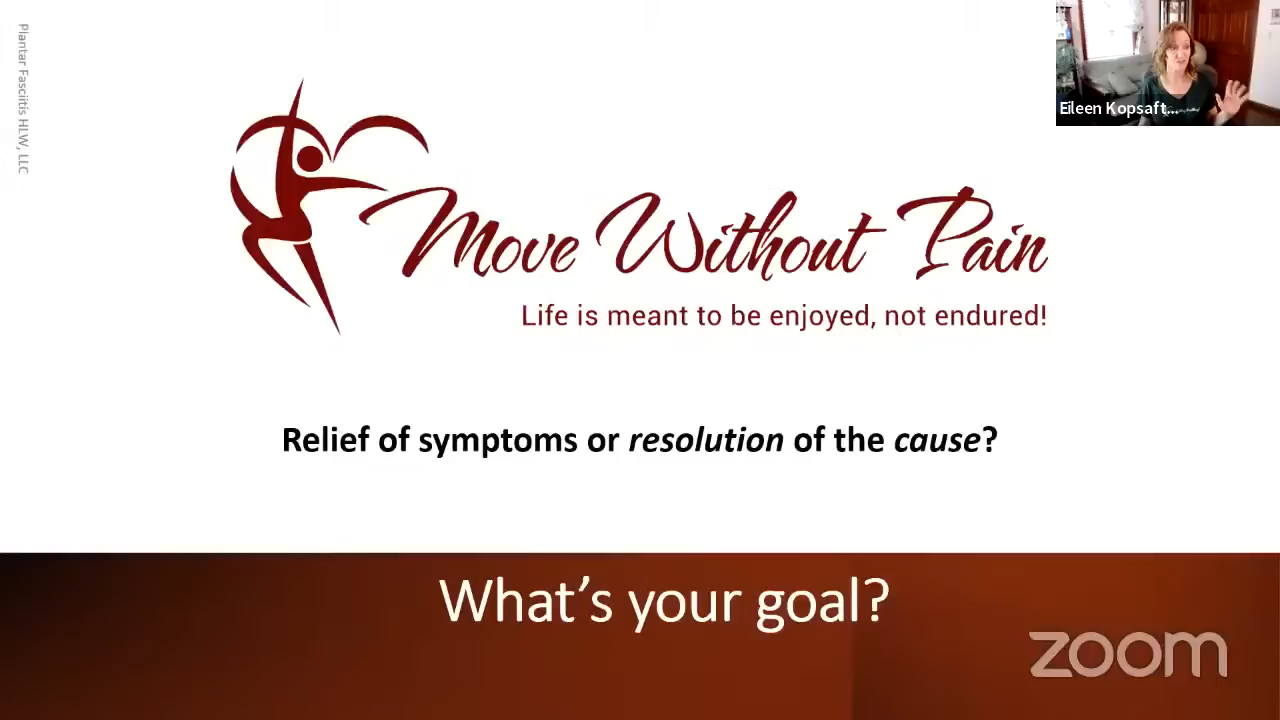 Plantar Fasciitis HLW, LLC
Eileen Kopsaft...
Move Without Pain
Life is meant to be enjoyed, not endured!
Relief of symptoms or resolution of the cause?
What's your goal?
zoom